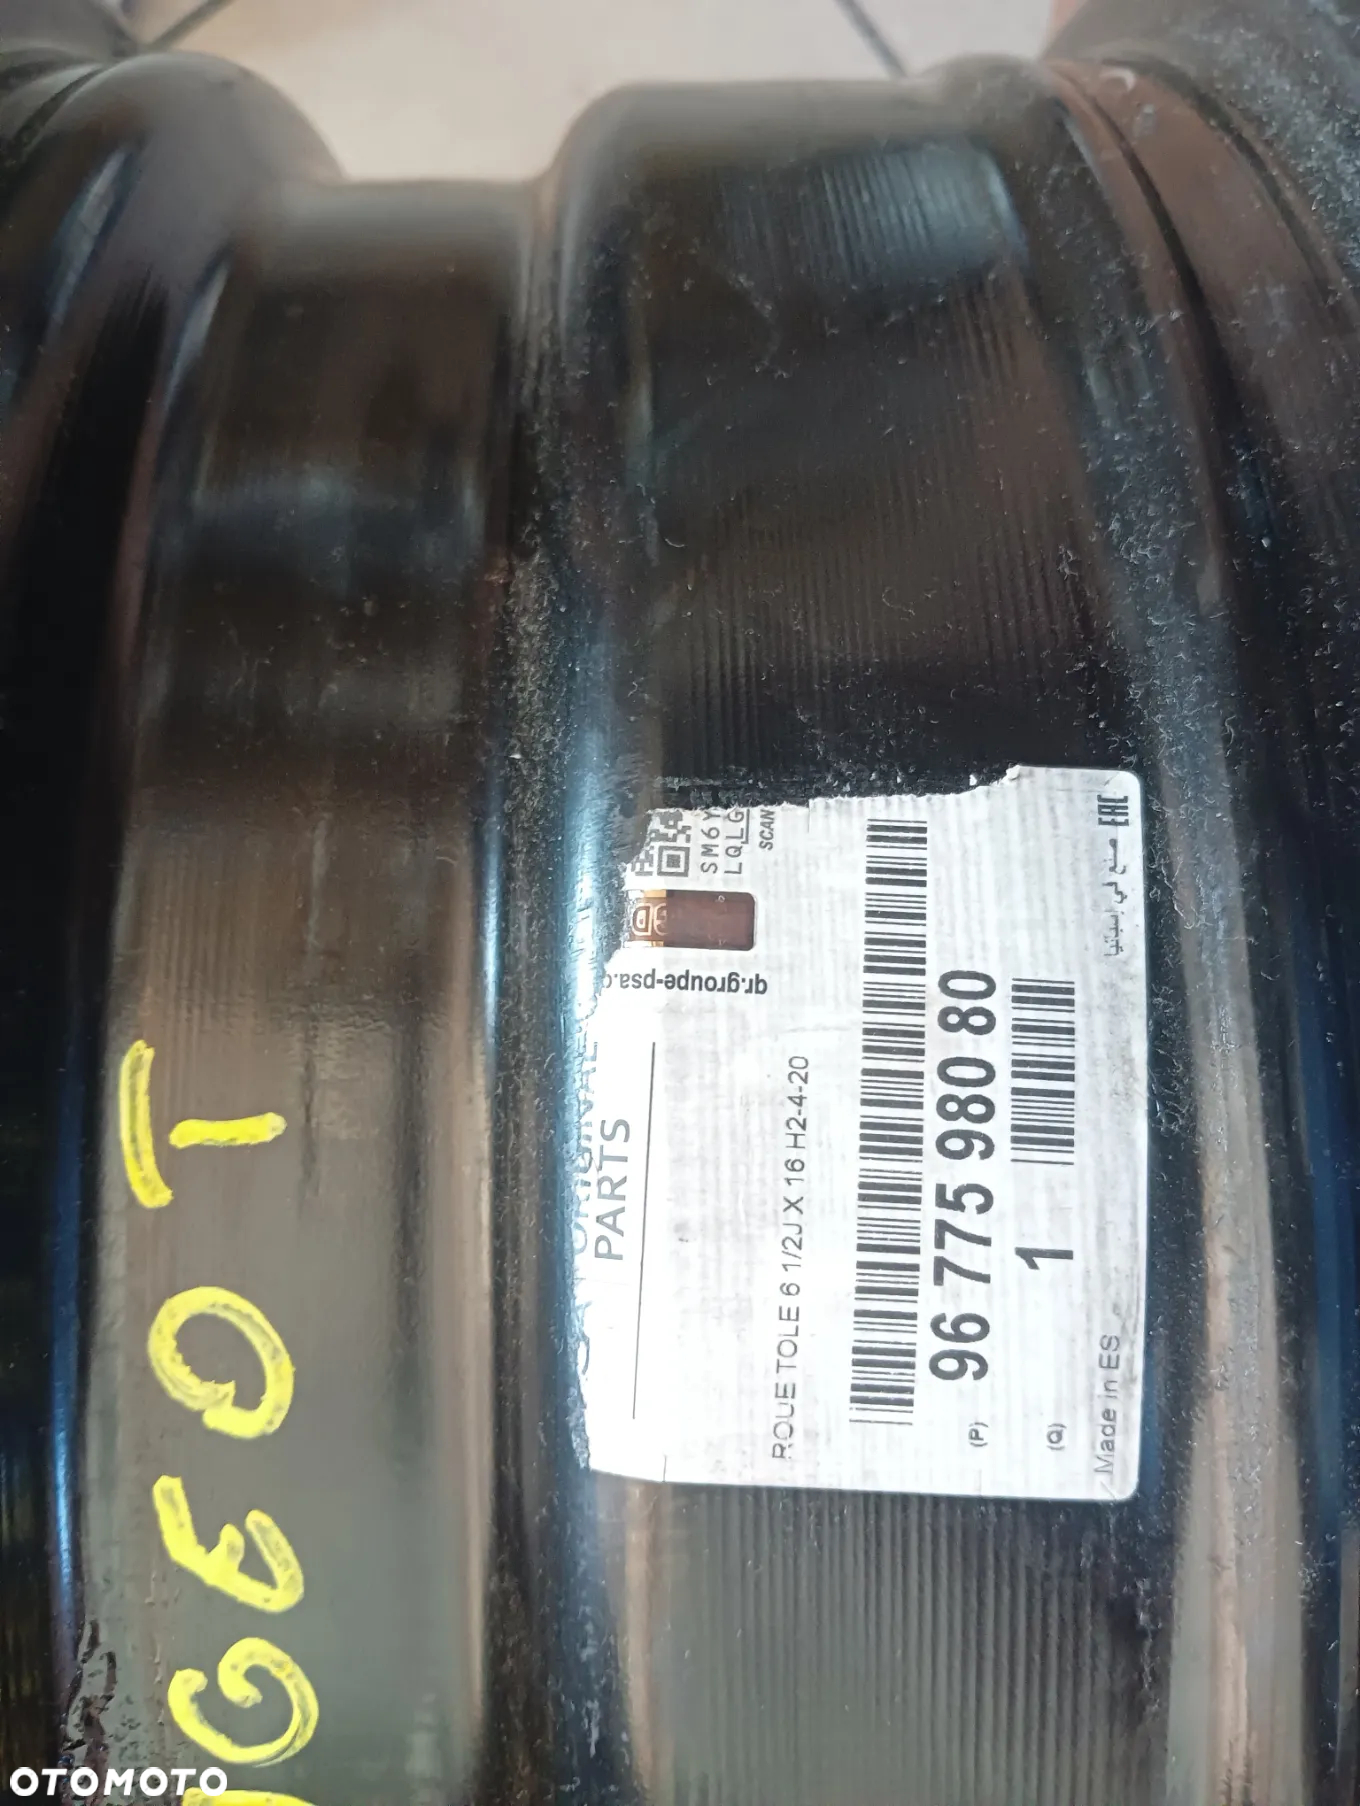 ORIGINAL
PARTS
qr.groupe-psa.c
SM6Y
LQLG
SCAN
ROUE TOLE 6 1/2J X 16 H2-4-20
(P) 96 775 980 80
(Q) 1
Made in ES
صنع في إسبانيا
EAC
GEOT
OTOMOTO